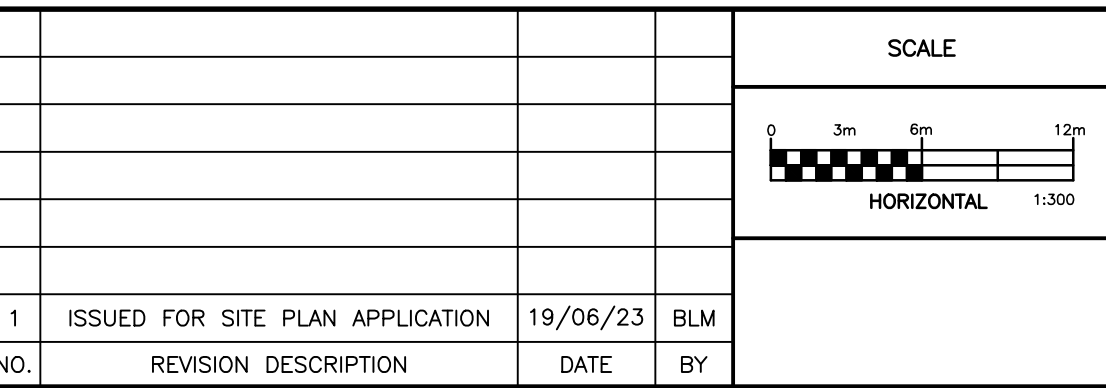 SCALE
0 3m 6m 12m
HORIZONTAL 1:300
1 ISSUED FOR SITE PLAN APPLICATION 19/06/23 BLM
NO. REVISION DESCRIPTION DATE BY